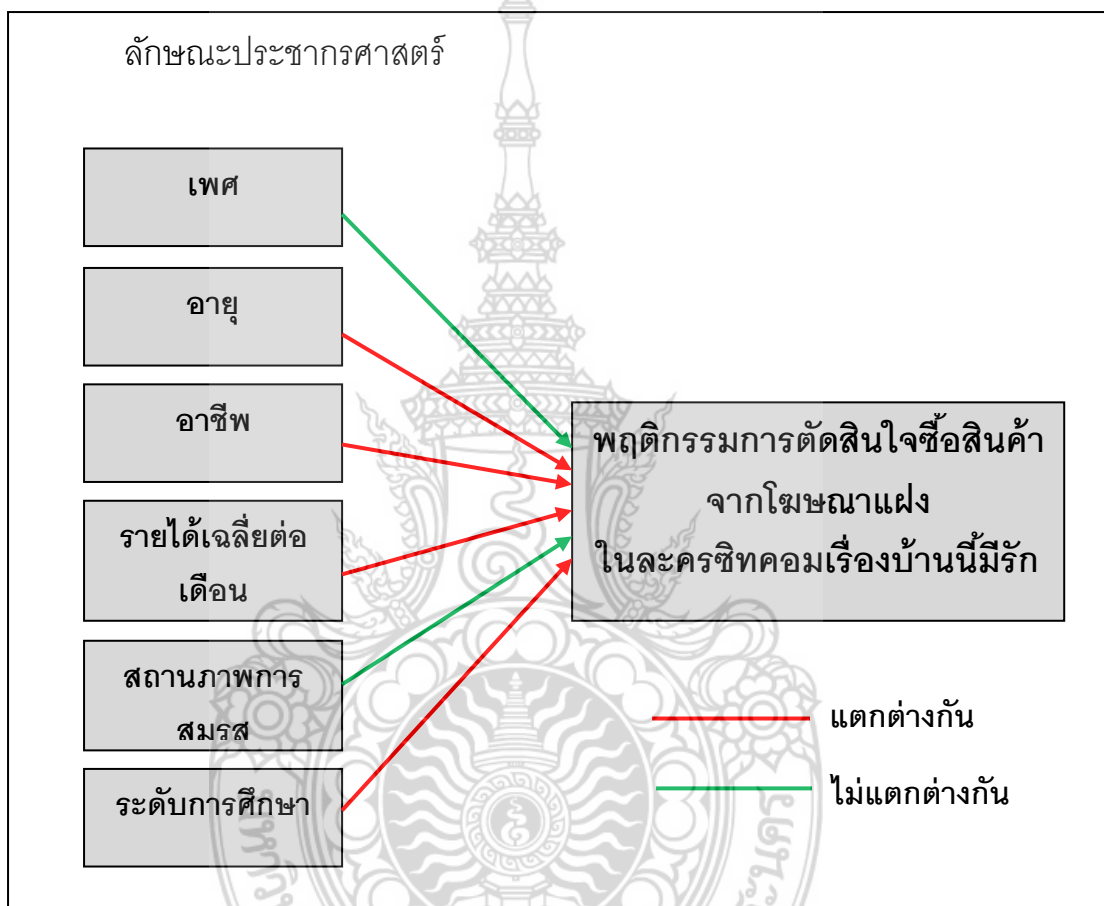 ลักษณะประชากรศาสตร์
เพศ
อายุ
อาชีพ
รายได้เฉลี่ยต่อ
เดือน
สถานภาพการ
สมรส
ระดับการศึกษา
พฤติกรรมการตัดสินใจซื้อสินค้า
จากโฆษณาแฝง
ในละครซิทคอมเรื่องบ้านนี้มีรัก
แตกต่างกัน
ไม่แตกต่างกัน